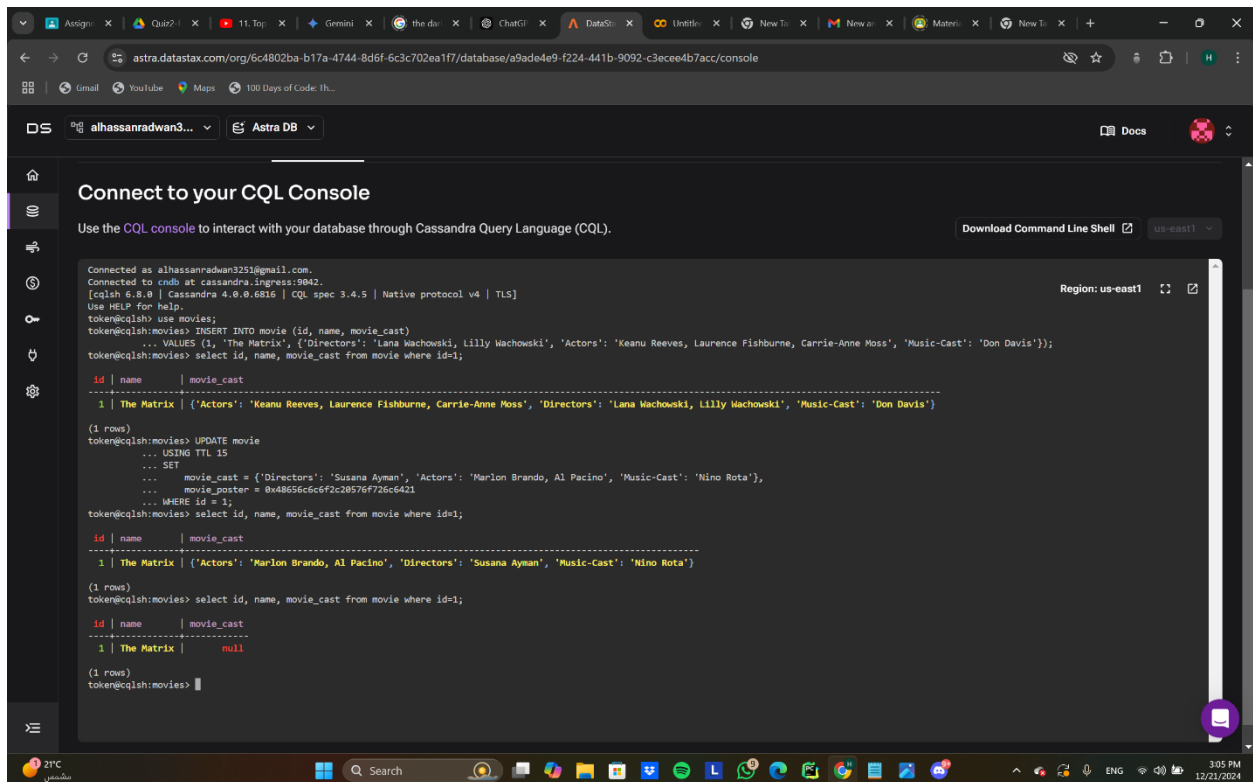 Assignm
Quiz2-f
11. Top
Gemini
the dar
ChatGP
DataSta
Untitle
New Ta
New ar
Materia
New Ta
astra.datastax.com/org/6c4802ba-b17a-4744-8d6f-6c3c702ea1f7/database/a9ade4e9-f224-441b-9092-c3ecee4b7acc/console
H
Gmail YouTube Maps 100 Days of Code: Th...
DS alhassanradwan3... Astra DB Docs
Connect to your CQL Console
Use the CQL console to interact with your database through Cassandra Query Language (CQL).
Download Command Line Shell us-east1
Region: us-east1
Connected as alhassanradwan3251@gmail.com.
Connected to cndb at cassandra.ingress:9042.
[cqlsh 6.8.0 | Cassandra 4.0.0.6816 | CQL spec 3.4.5 | Native protocol v4 | TLS]
Use HELP for help.
token@cqlsh> use movies;
token@cqlsh:movies> INSERT INTO movie (id, name, movie_cast)
... VALUES (1, 'The Matrix', {'Directors': 'Lana Wachowski, Lilly Wachowski', 'Actors': 'Keanu Reeves, Laurence Fishburne, Carrie-Anne Moss', 'Music-Cast': 'Don Davis'});
token@cqlsh:movies> select id, name, movie_cast from movie where id=1;
id | name | movie_cast
----+------------+----------------------------------------------------------------
1 | The Matrix | {'Actors': 'Keanu Reeves, Laurence Fishburne, Carrie-Anne Moss', 'Directors': 'Lana Wachowski, Lilly Wachowski', 'Music-Cast': 'Don Davis'}
(1 rows)
token@cqlsh:movies> UPDATE movie
... USING TTL 15
... SET
... movie_cast = {'Directors': 'Susana Ayman', 'Actors': 'Marlon Brando, Al Pacino', 'Music-Cast': 'Nino Rota'},
... movie_poster = 0x48656c6c6f2c20576f726c6421
... WHERE id = 1;
token@cqlsh:movies> select id, name, movie_cast from movie where id=1;
id | name | movie_cast
----+------------+----------------------------------------------------------------
1 | The Matrix | {'Actors': 'Marlon Brando, Al Pacino', 'Directors': 'Susana Ayman', 'Music-Cast': 'Nino Rota'}
(1 rows)
token@cqlsh:movies> select id, name, movie_cast from movie where id=1;
id | name | movie_cast
----+------------+------------
1 | The Matrix | null
(1 rows)
token@cqlsh:movies>
1
21°C
مشمس
Search
9
L
ENG
3:05 PM
12/21/2024